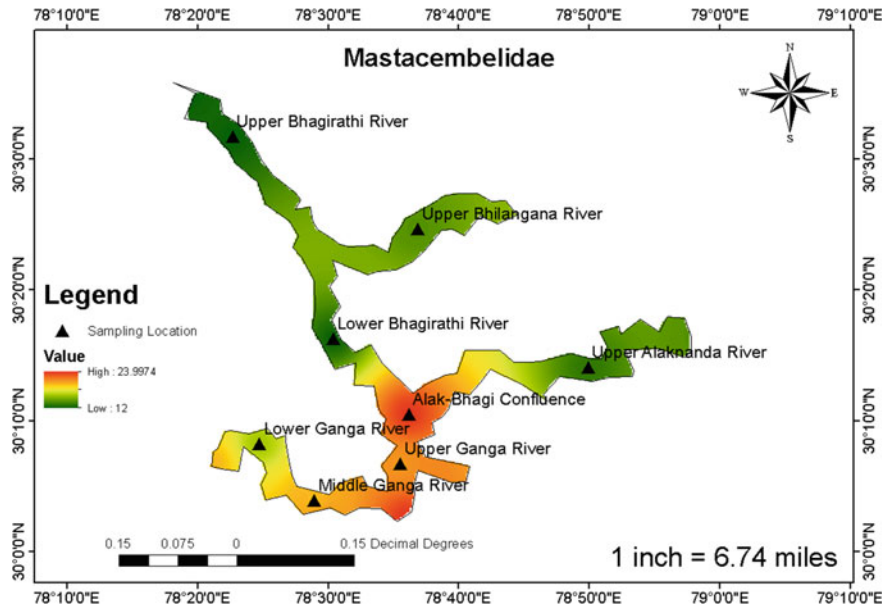 78°10'0"E 78°20'0"E 78°30'0"E 78°40'0"E 78°50'0"E 79°0'0"E 79°10'0"E
Mastacembelidae
N
W E
S
Upper Bhagirathi River
30°30'0"N 30°30'0"N
Upper Bhilangana River
30°20'0"N 30°20'0"N
Legend
Sampling Location
Value
High : 23.9974
Low : 12
Lower Bhagirathi River
Upper Alaknanda River
Alak-Bhagi Confluence
30°10'0"N 30°10'0"N
Lower Ganga River
Upper Ganga River
Middle Ganga River
30°0'0"N 30°0'0"N
0.15 0.075 0 0.15 Decimal Degrees
1 inch = 6.74 miles
78°10'0"E 78°20'0"E 78°30'0"E 78°40'0"E 78°50'0"E 79°0'0"E 79°10'0"E